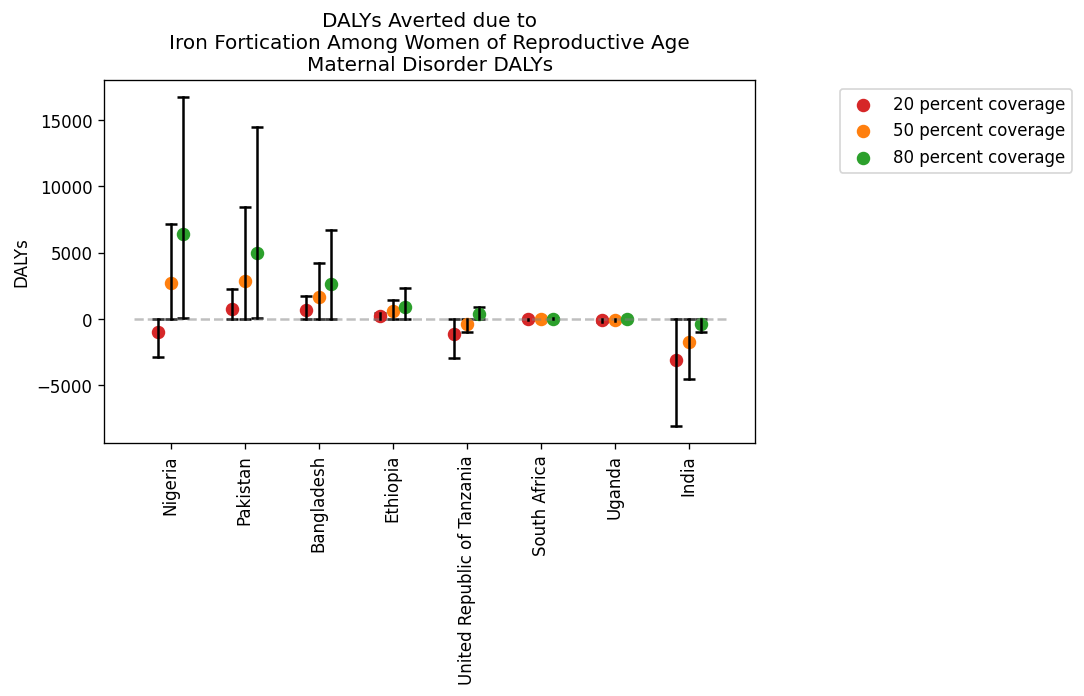 DALYs Averted due to
Iron Fortication Among Women of Reproductive Age
Maternal Disorder DALYs
20 percent coverage
50 percent coverage
80 percent coverage
DALYs
15000
10000
5000
0
−5000
Nigeria
Pakistan
Bangladesh
Ethiopia
United Republic of Tanzania
South Africa
Uganda
India